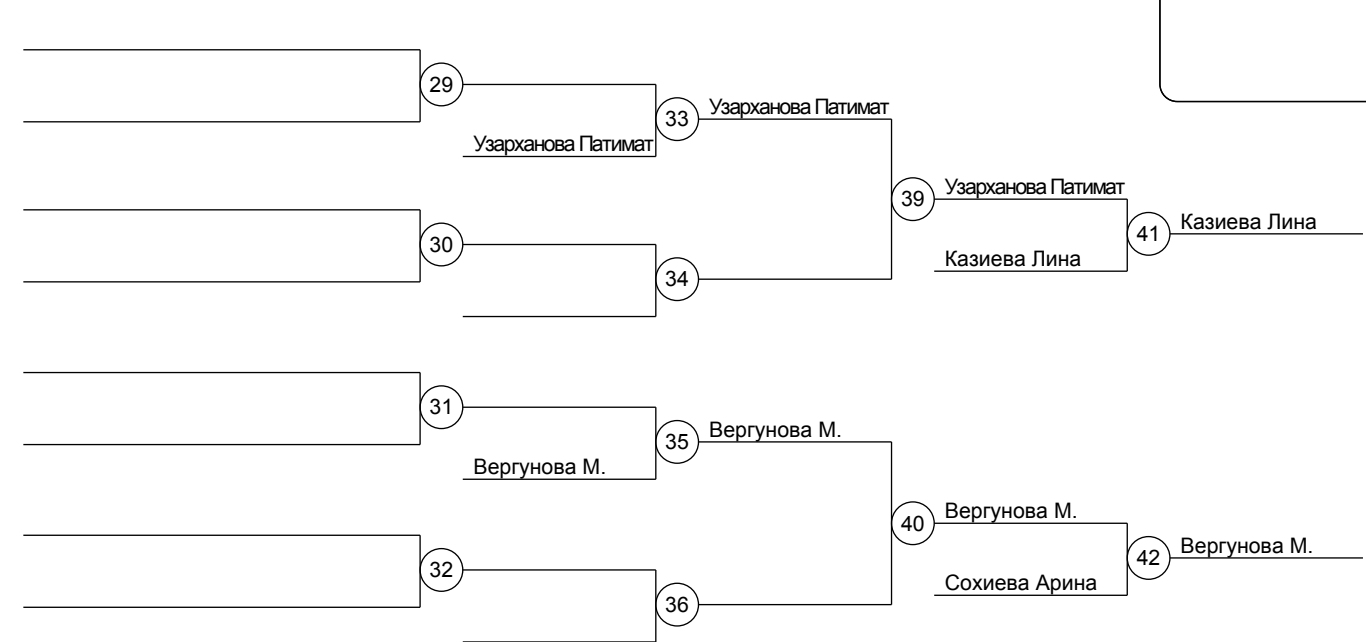 29
33 Узарханова Патимат
Узарханова Патимат
39 Узарханова Патимат
30
41 Казиева Лина
Казиева Лина
34
31
35 Вергунова М.
Вергунова М.
40 Вергунова М.
32
42 Вергунова М.
Сохиева Арина
36